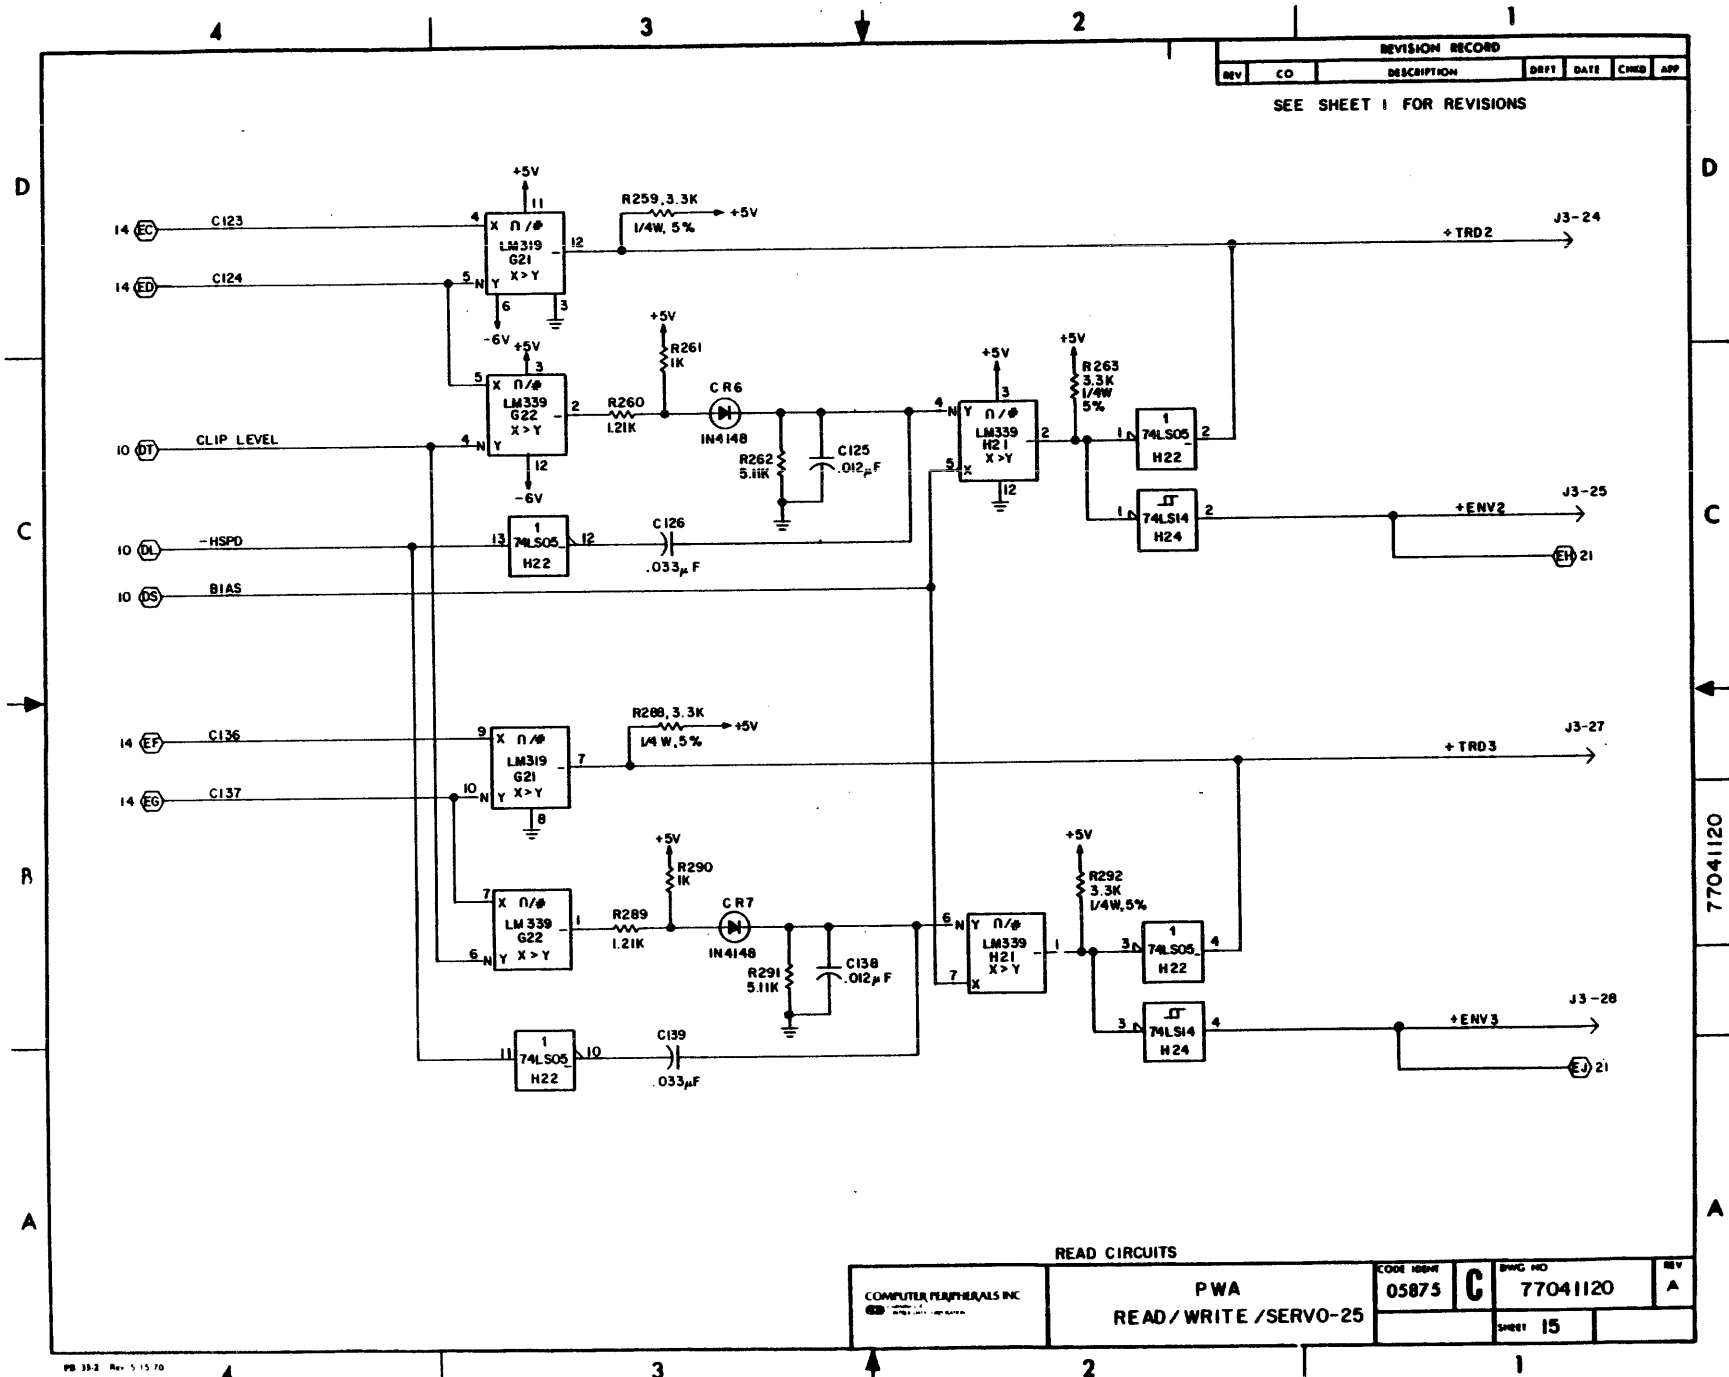 4 3 2 1
REVISION RECORD
REV CO DESCRIPTION DRFT DATE CHKD APP
SEE SHEET 1 FOR REVISIONS
D D
+5V
11
R259, 3.3K
+5V
1/4W, 5%
14 EC C123 4 X ∩/# LM319 G21 X>Y 12
+TRD2 J3-24
14 ED C124 5 N Y
6 3
-6V
+5V
3
+5V
R261
1K
5 X ∩/# LM339 G22 X>Y 2
R260
1.21K
CR6
IN4148
10 DT CLIP LEVEL 4 N Y
12
-6V
R262
5.11K
C125
.012µF
+5V
3
4 N Y ∩/# LM339 H21 X>Y 2
5 X
12
+5V
R263
3.3K
1/4W
5%
1 1 74LS05 2
H22
1 74LS14 2
H24
+ENV2 J3-25
EH 21
C C
10 DL -HSPD 13 1 74LS05 12
H22
C126
.033µF
10 DS BIAS
R288, 3.3K
+5V
1/4W, 5%
14 EF C136 9 X ∩/# LM319 G21 X>Y 7
+TRD3 J3-27
14 EG C137 10 N Y
8
B
77041120
+5V
R290
1K
7 X ∩/# LM339 G22 X>Y 1
6 N Y
R289
1.21K
CR7
IN4148
R291
5.11K
C138
.012µF
6 N Y ∩/# LM339 H21 X>Y 1
7 X
+5V
R292
3.3K
1/4W, 5%
3 1 74LS05 4
H22
3 74LS14 4
H24
+ENV3 J3-28
EJ 21
11 1 74LS05 10
H22
C139
.033µF
A A
READ CIRCUITS
COMPUTER PERIPHERALS INC
PWA
READ/WRITE/SERVO-25
CODE IDENT
05875
C
DWG NO
77041120
REV
A
SHEET 15
PB 33-2 Rev 5-15-70
4 3 2 1